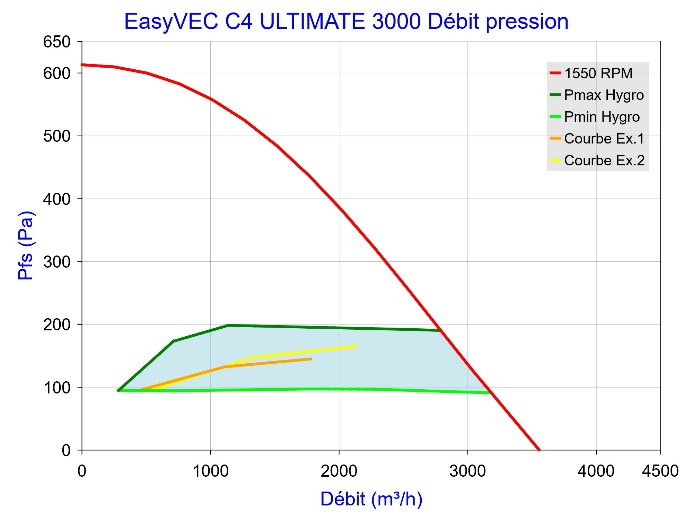 EasyVEC C4 ULTIMATE 3000 Débit pression
650
600
500
400
300
200
100
0
Pfs (Pa)
1550 RPM
Pmax Hygro
Pmin Hygro
Courbe Ex.1
Courbe Ex.2
0 1000 2000 3000 4000 4500
Débit (m³/h)